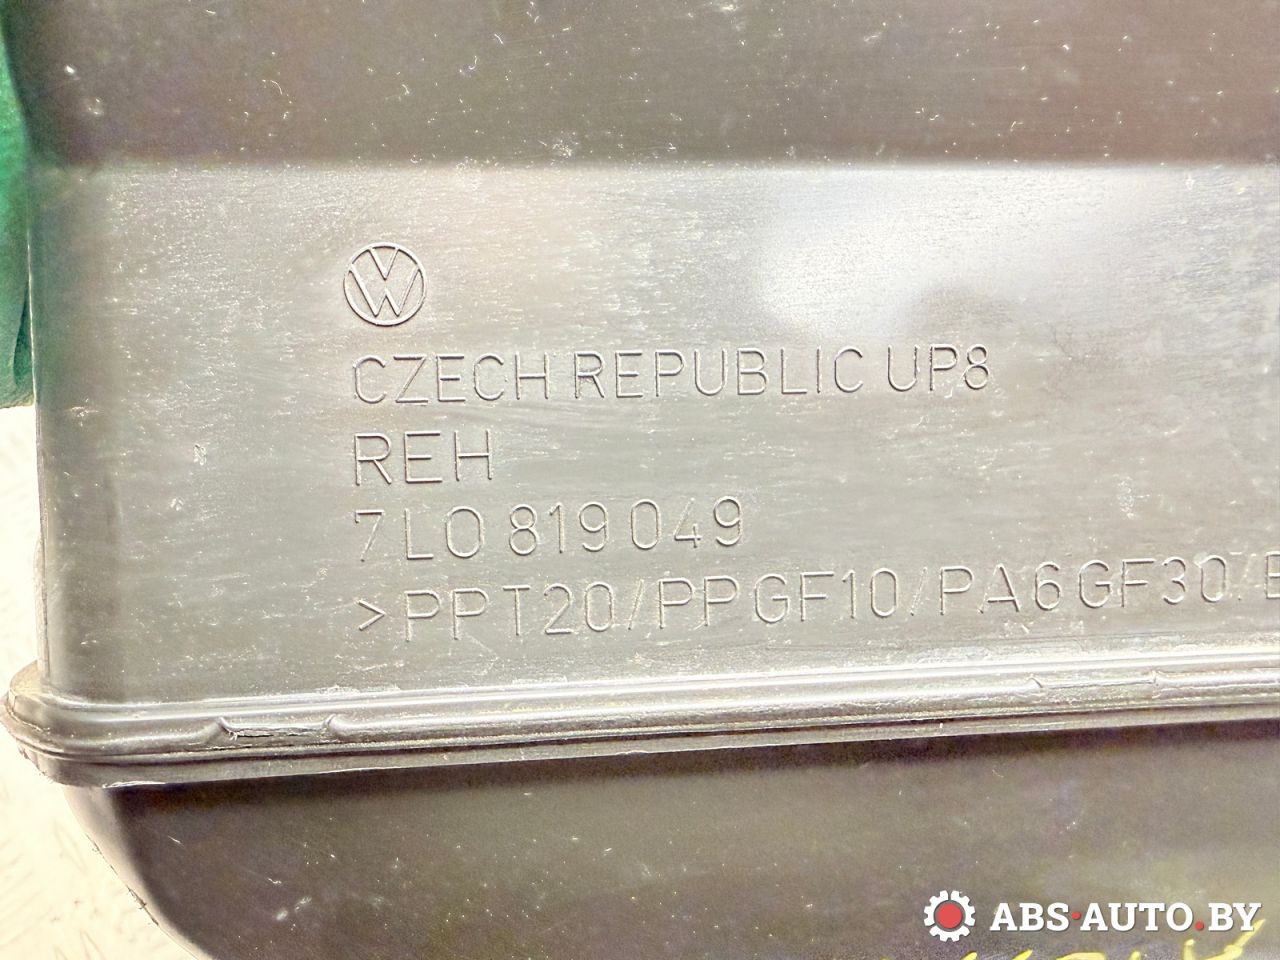 CZECH REPUBLIC UP8
REH
7L0 819 049
>PPT20/PPGF10/PA6GF30/
ABS-AUTO.BY